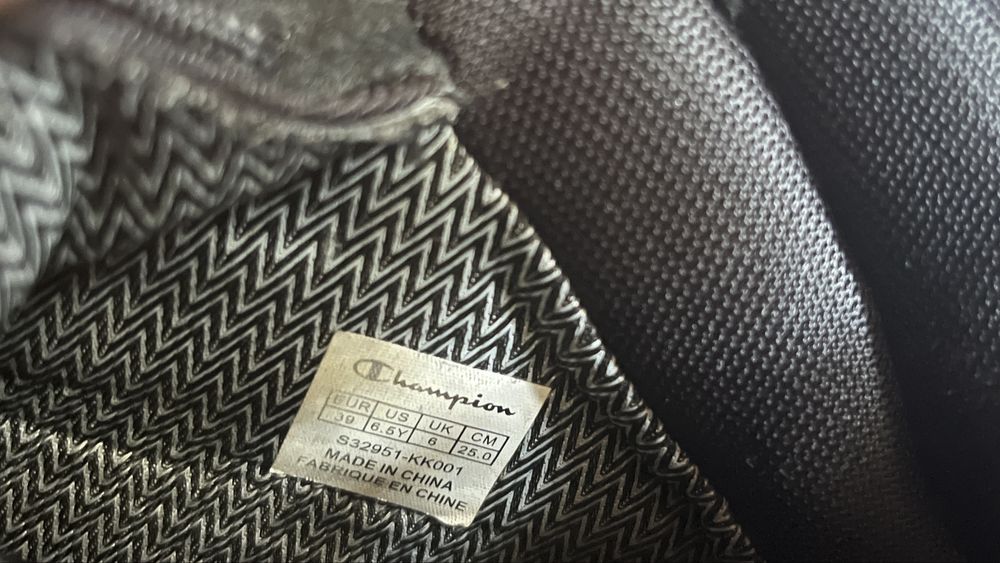 Champion
EUR US UK CM
39 6.5Y 6 25.0
S32951-KK001
MADE IN CHINA
FABRIQUE EN CHINE